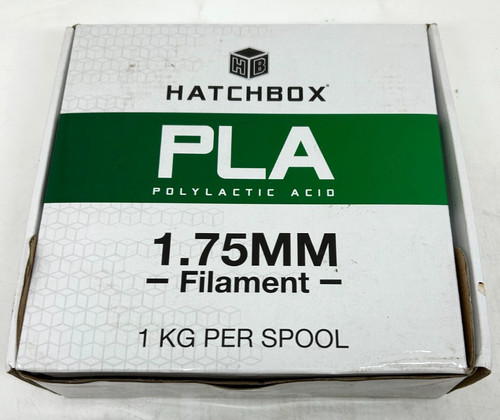 HB
HATCHBOX®
PLA
POLYLACTIC ACID
1.75MM
– Filament –
1 KG PER SPOOL